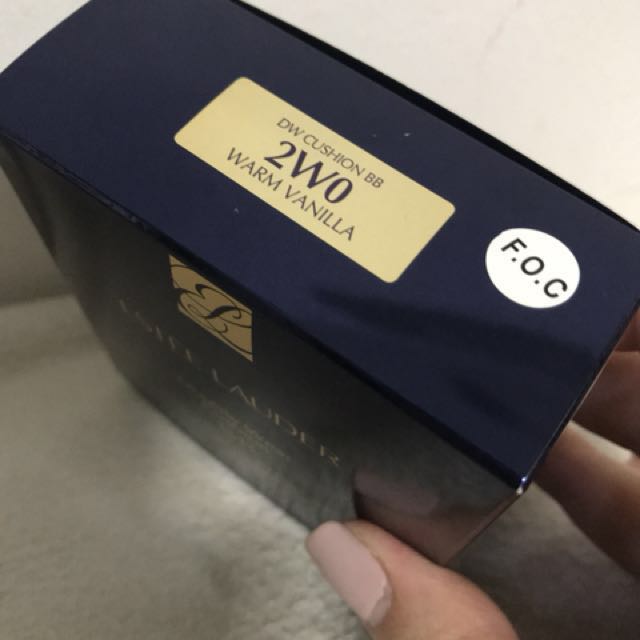 DW CUSHION BB
2W0
WARM VANILLA
F.O.C
ESTĒE LAUDER